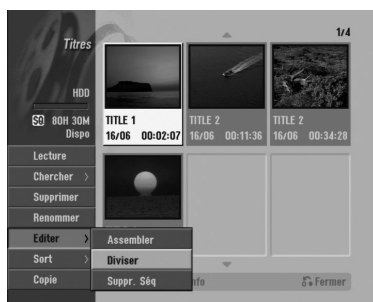 Titres
1/4
HDD
SQ 80H 30M
Dispo
TITLE 1
16/06 00:02:07
TITLE 2
16/06 00:11:36
TITLE 2
16/06 00:34:28
Lecture
Chercher >
Supprimer
Renommer
Editer >
Sort >
Copie
Assembler
Diviser
Suppr. Séq
nfo
Fermer